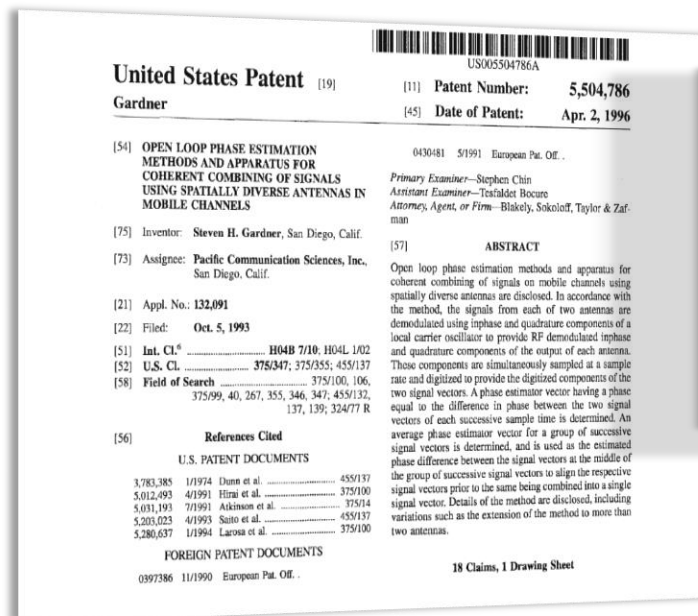 US005504786A
United States Patent [19]
Gardner
[11] Patent Number: 5,504,786
[45] Date of Patent: Apr. 2, 1996
[54] OPEN LOOP PHASE ESTIMATION
METHODS AND APPARATUS FOR
COHERENT COMBINING OF SIGNALS
USING SPATIALLY DIVERSE ANTENNAS IN
MOBILE CHANNELS
[75] Inventor: Steven H. Gardner, San Diego, Calif.
[73] Assignee: Pacific Communication Sciences, Inc.,
San Diego, Calif.
[21] Appl. No.: 132,091
[22] Filed: Oct. 5, 1993
[51] Int. Cl.⁶ ............................ H04B 7/10; H04L 1/02
[52] U.S. Cl. .......................... 375/347; 375/355; 455/137
[58] Field of Search ............................ 375/100, 106,
375/99, 40, 267, 355, 346, 347; 455/132,
137, 139; 324/77 R
[56] References Cited
U.S. PATENT DOCUMENTS
3,783,385 1/1974 Dunn et al. ........................ 455/137
5,012,493 4/1991 Hirai et al. ........................ 375/100
5,031,193 7/1991 Atkinson et al. ........................ 375/14
5,203,023 4/1993 Saito et al. ........................ 455/137
5,280,637 1/1994 Larosa et al. ........................ 375/100
FOREIGN PATENT DOCUMENTS
0397386 11/1990 European Pat. Off. .
0430481 5/1991 European Pat. Off. .
Primary Examiner—Stephen Chin
Assistant Examiner—Tesfaldet Bocure
Attorney, Agent, or Firm—Blakely, Sokoloff, Taylor & Zaf-
man
[57] ABSTRACT
Open loop phase estimation methods and apparatus for
coherent combining of signals on mobile channels using
spatially diverse antennas are disclosed. In accordance with
the method, the signals from each of two antennas are
demodulated using inphase and quadrature components of a
local carrier oscillator to provide RF demodulated inphase
and quadrature components of the output of each antenna.
These components are simultaneously sampled at a sample
rate and digitized to provide the digitized components of the
two signal vectors. A phase estimator vector having a phase
equal to the difference in phase between the two signal
vectors of each successive sample time is determined. An
average phase estimator vector for a group of successive
signal vectors is determined, and is used as the estimated
phase difference between the signal vectors at the middle of
the group of successive signal vectors to align the respective
signal vectors prior to the same being combined into a single
signal vector. Details of the method are disclosed, including
variations such as the extension of the method to more than
two antennas.
18 Claims, 1 Drawing Sheet